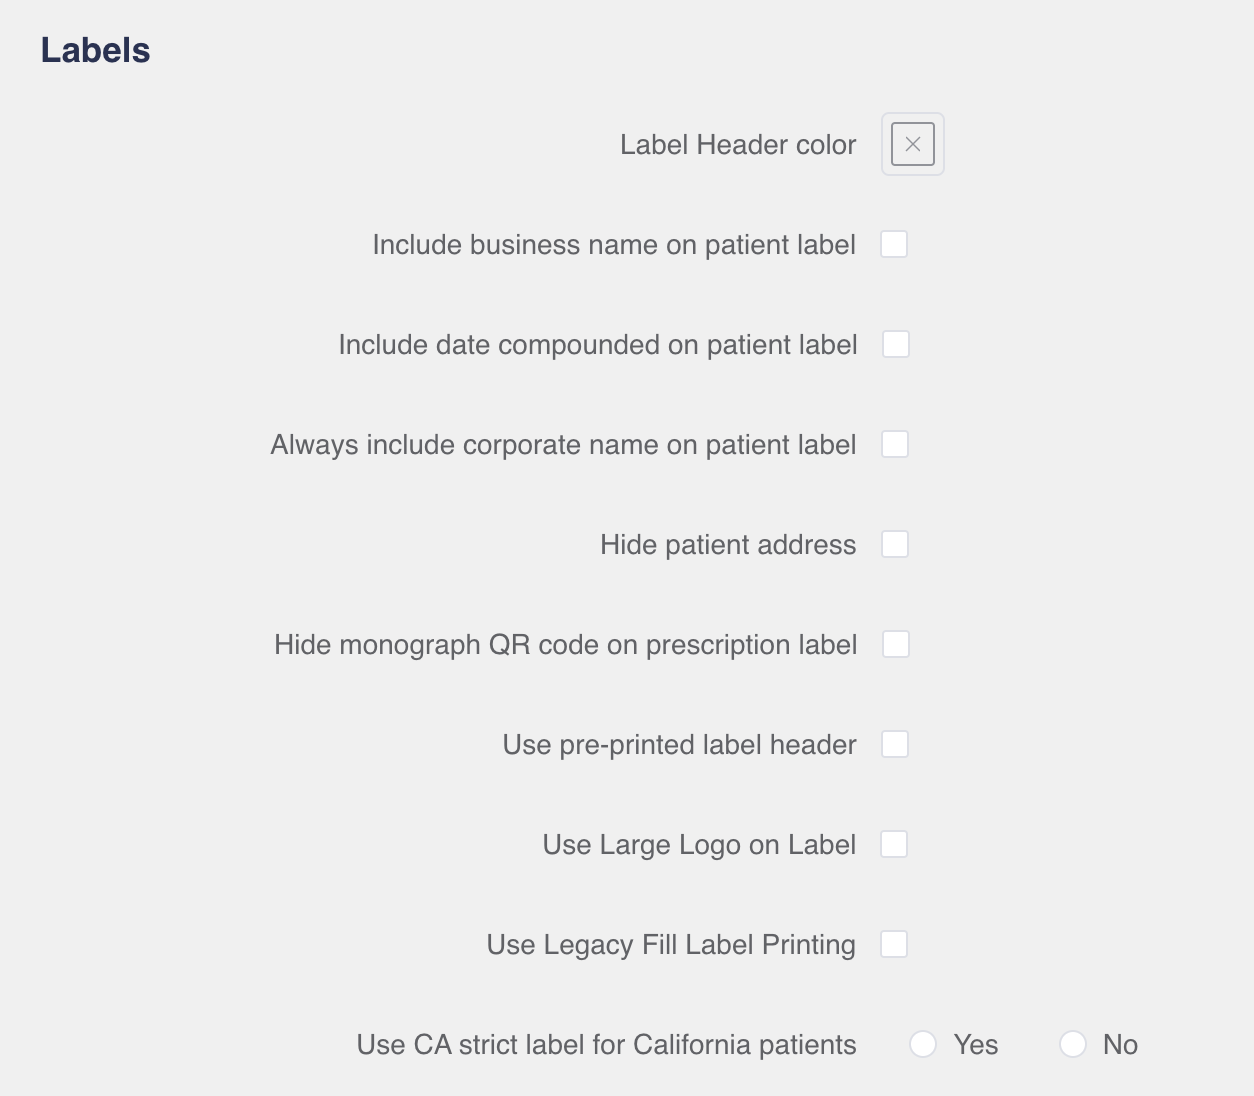 Labels
Label Header color
Include business name on patient label
Include date compounded on patient label
Always include corporate name on patient label
Hide patient address
Hide monograph QR code on prescription label
Use pre-printed label header
Use Large Logo on Label
Use Legacy Fill Label Printing
Use CA strict label for California patients Yes No